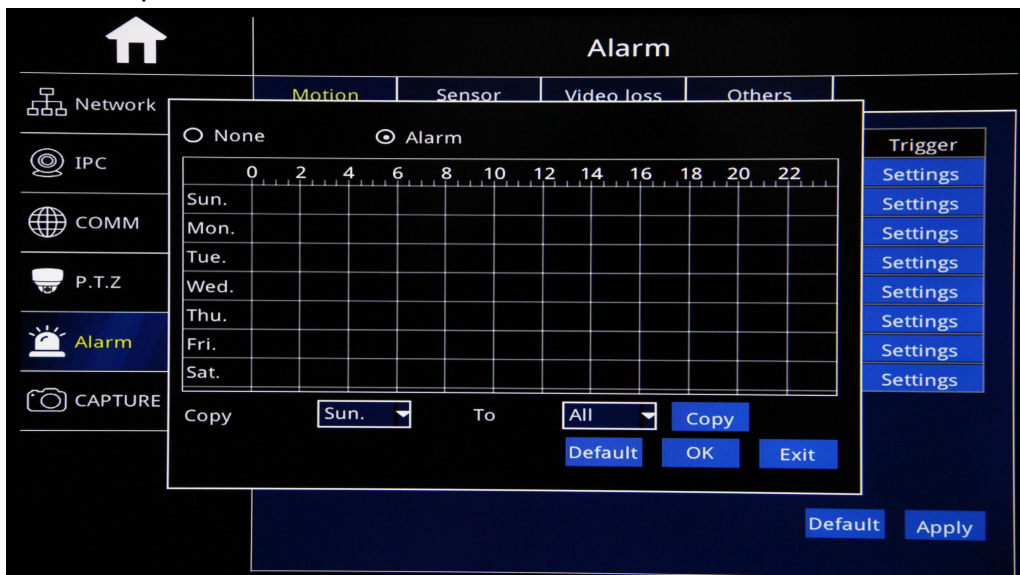 Alarm
Network
Motion Sensor Video loss Others
None Alarm
Trigger
IPC
0 2 4 6 8 10 12 14 16 18 20 22
Settings
Sun.
Settings
COMM
Mon.
Settings
Tue.
Settings
P.T.Z
Wed.
Settings
Thu.
Settings
Alarm
Fri.
Settings
Sat.
Settings
CAPTURE
Copy Sun. To All Copy
Default OK Exit
Default Apply